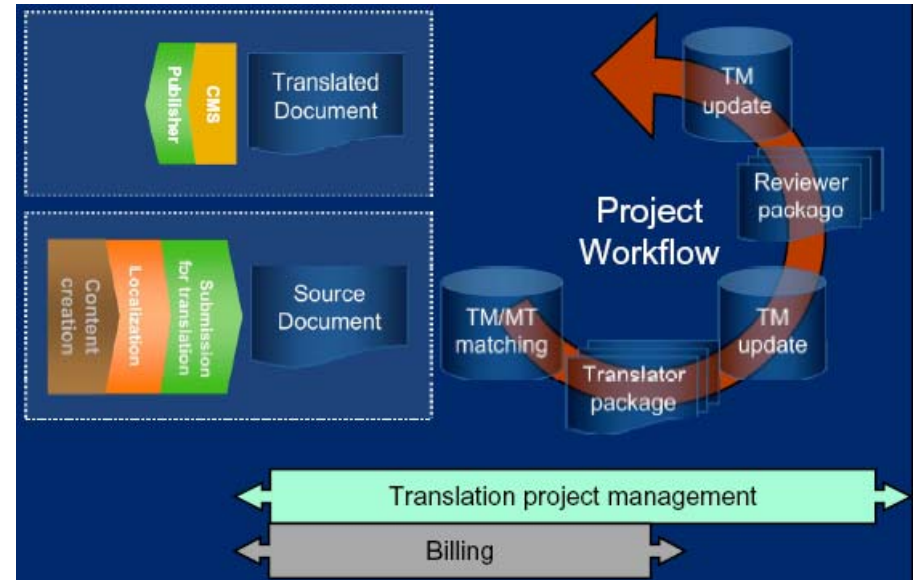 Publisher
CMS
Translated
Document
TM
update
Reviewer
package
Project
Workflow
Content
creation
Localization
Submission
for translation
Source
Document
TM/MT
matching
Translator
package
TM
update
Translation project management
Billing